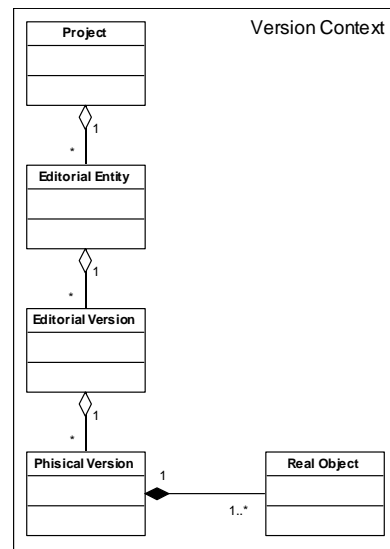 Version Context
Project
1
*
Editorial Entity
1
*
Editorial Version
1
*
Phisical Version
Real Object
1
1..*